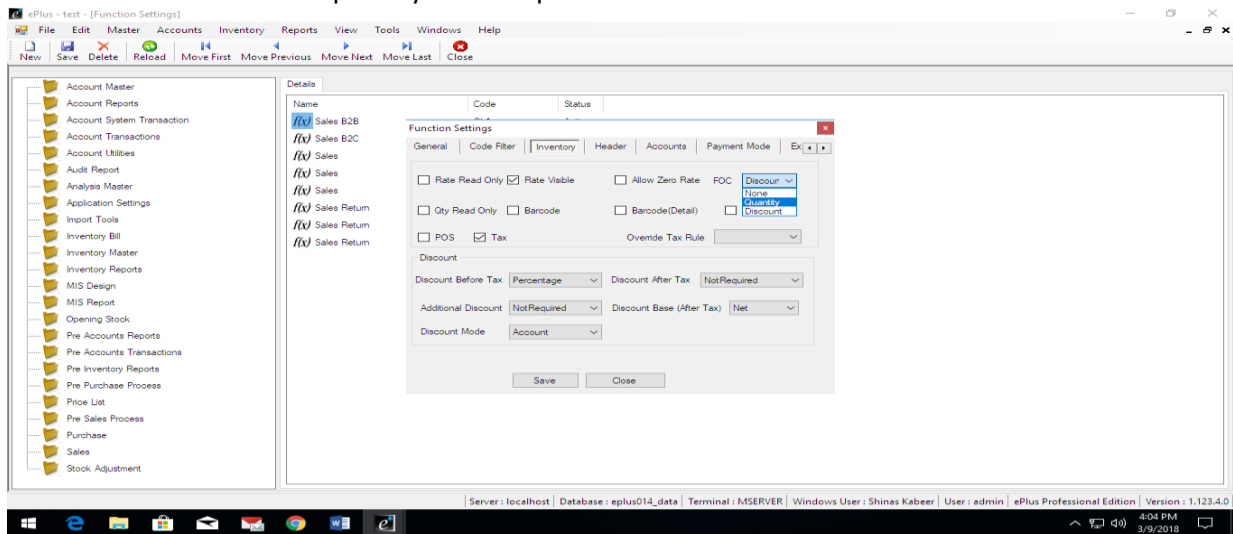 ePlus - test - [Function Settings]
File Edit Master Accounts Inventory Reports View Tools Windows Help
New Save Delete Reload Move First Move Previous Move Next Move Last Close
Account Master
Account Reports
Account System Transaction
Account Transactions
Account Utilities
Audit Report
Analysis Master
Application Settings
Import Tools
Inventory Bill
Inventory Master
Inventory Reports
MIS Design
MIS Report
Opening Stock
Pre Accounts Reports
Pre Accounts Transactions
Pre Inventory Reports
Pre Purchase Process
Price List
Pre Sales Process
Purchase
Sales
Stock Adjustment
Details
Name Code Status
f(x) Sales B2B
f(x) Sales B2C
f(x) Sales
f(x) Sales
f(x) Sales
f(x) Sales Return
f(x) Sales Return
f(x) Sales Return
Function Settings
General Code Filter Inventory Header Accounts Payment Mode Ex
Rate Read Only Rate Visible Allow Zero Rate FOC Discour
None
Quantity
Discount
Qty Read Only Barcode Barcode(Detail)
POS Tax Override Tax Rule
Discount
Discount Before Tax Percentage Discount After Tax NotRequired
Additional Discount NotRequired Discount Base (After Tax) Net
Discount Mode Account
Save Close
Server : localhost Database : eplus014_data Terminal : MSERVER Windows User : Shinas Kabeer User : admin ePlus Professional Edition Version : 1.123.4.0
4:04 PM
3/9/2018